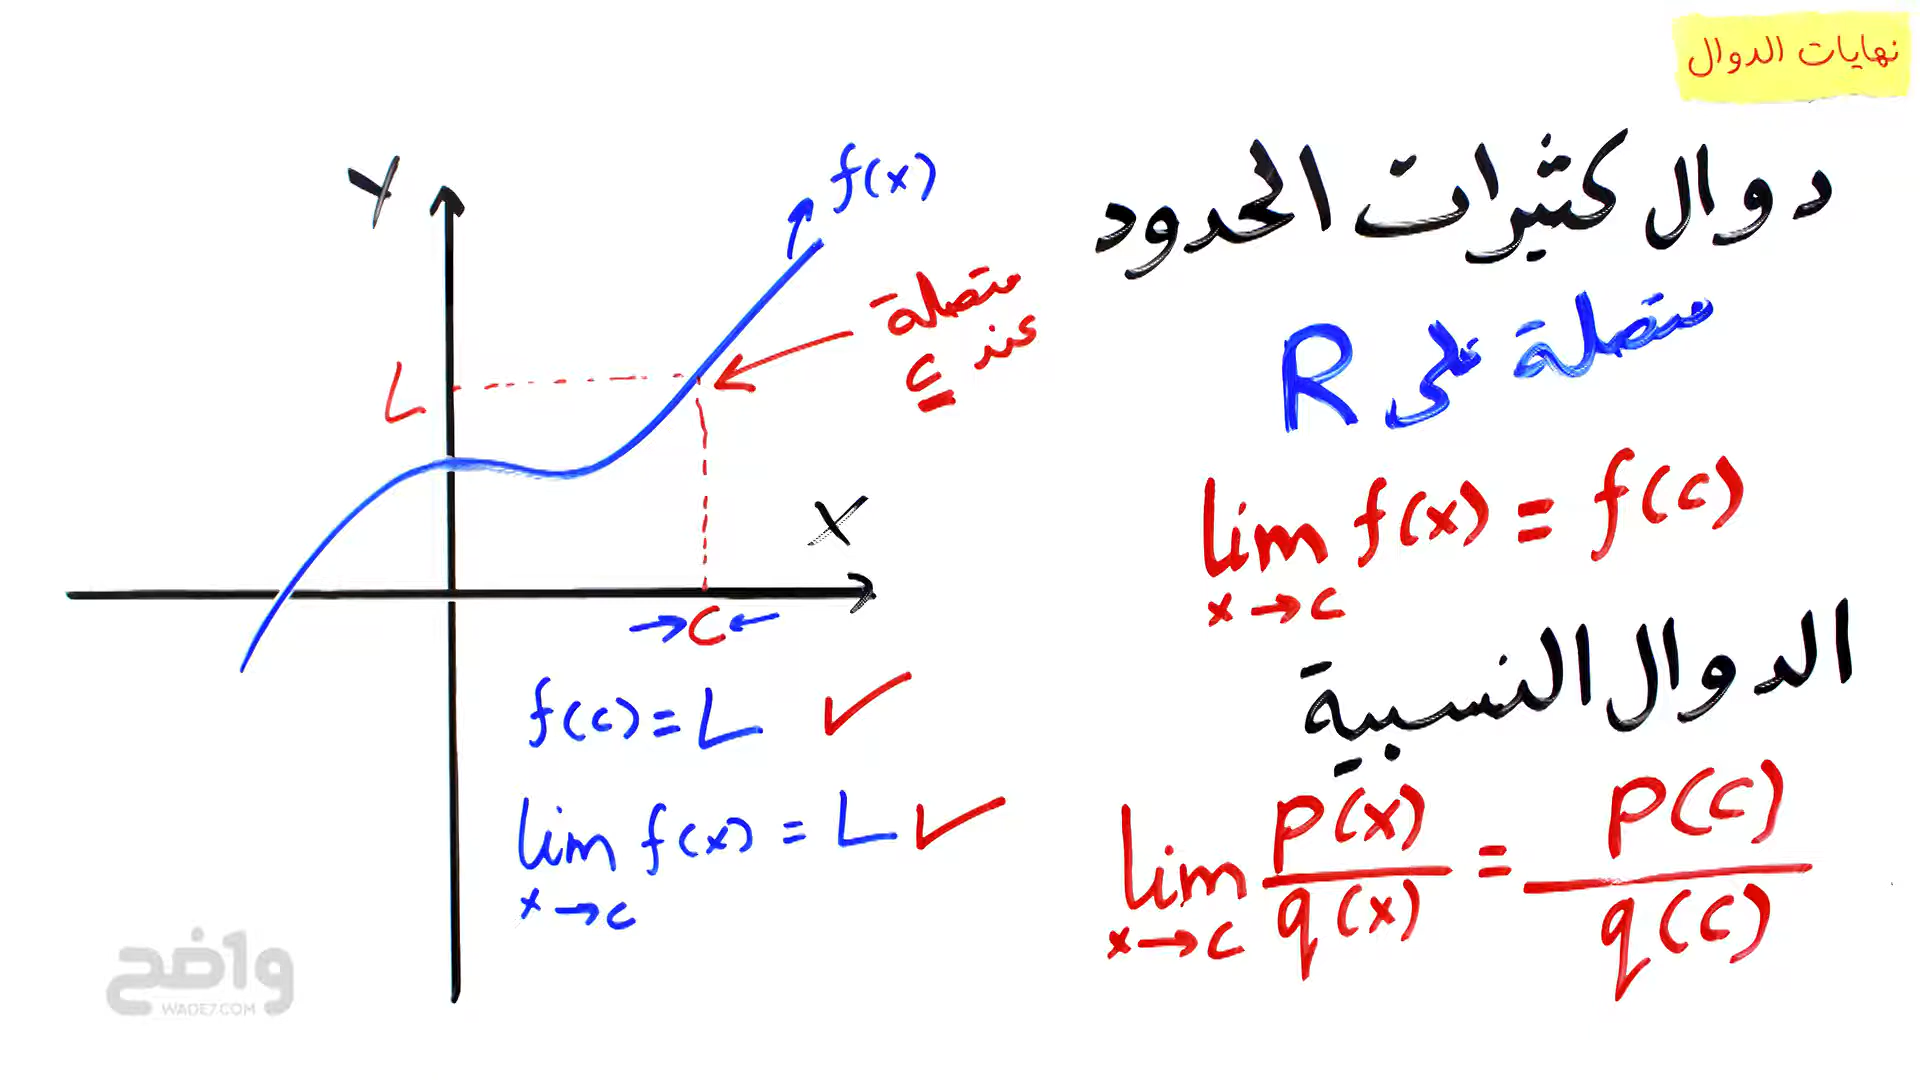 نهايات الدوال
دوال كثيرات الحدود
متصلة على R
lim f(x) = f(c)
x → c
الدوال النسبية
lim p(x)/q(x) = p(c)/q(c)
x → c
Y
f(x)
متصلة
عند c
L
X
→ c ←
f(c) = L ✓
lim f(x) = L ✓
x → c
واضح
WADE7.COM